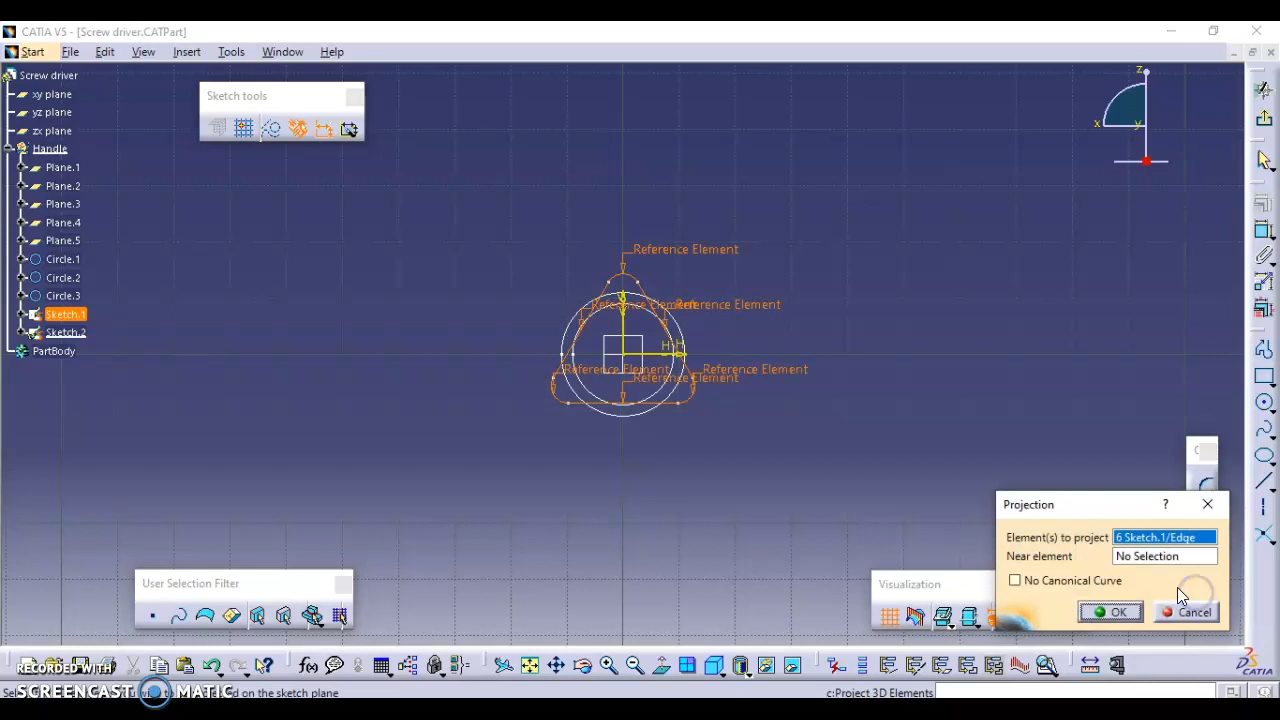 CATIA V5 - [Screw driver.CATPart]
Start File Edit View Insert Tools Window Help
Screw driver
xy plane
yz plane
zx plane
Handle
Plane.1
Plane.2
Plane.3
Plane.4
Plane.5
Circle.1
Circle.2
Circle.3
Sketch.1
Sketch.2
PartBody
Sketch tools
z
x
y
Reference Element
Reference Element
V
H H
Reference Element
Reference Element
Reference Element
C
Projection
? 
Element(s) to project 6 Sketch.1/Edge
Near element No Selection
No Canonical Curve
OK Cancel
User Selection Filter
Visualization
f(x)
RECORDED WITH
SCREENCAST MATIC
d on the sketch plane
c:Project 3D Elements
CATIA